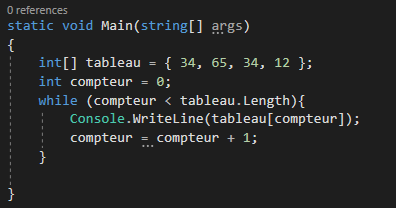 0 references
static void Main(string[] args)
{
int[] tableau = { 34, 65, 34, 12 };
int compteur = 0;
while (compteur < tableau.Length){
Console.WriteLine(tableau[compteur]);
compteur = compteur + 1;
}
}